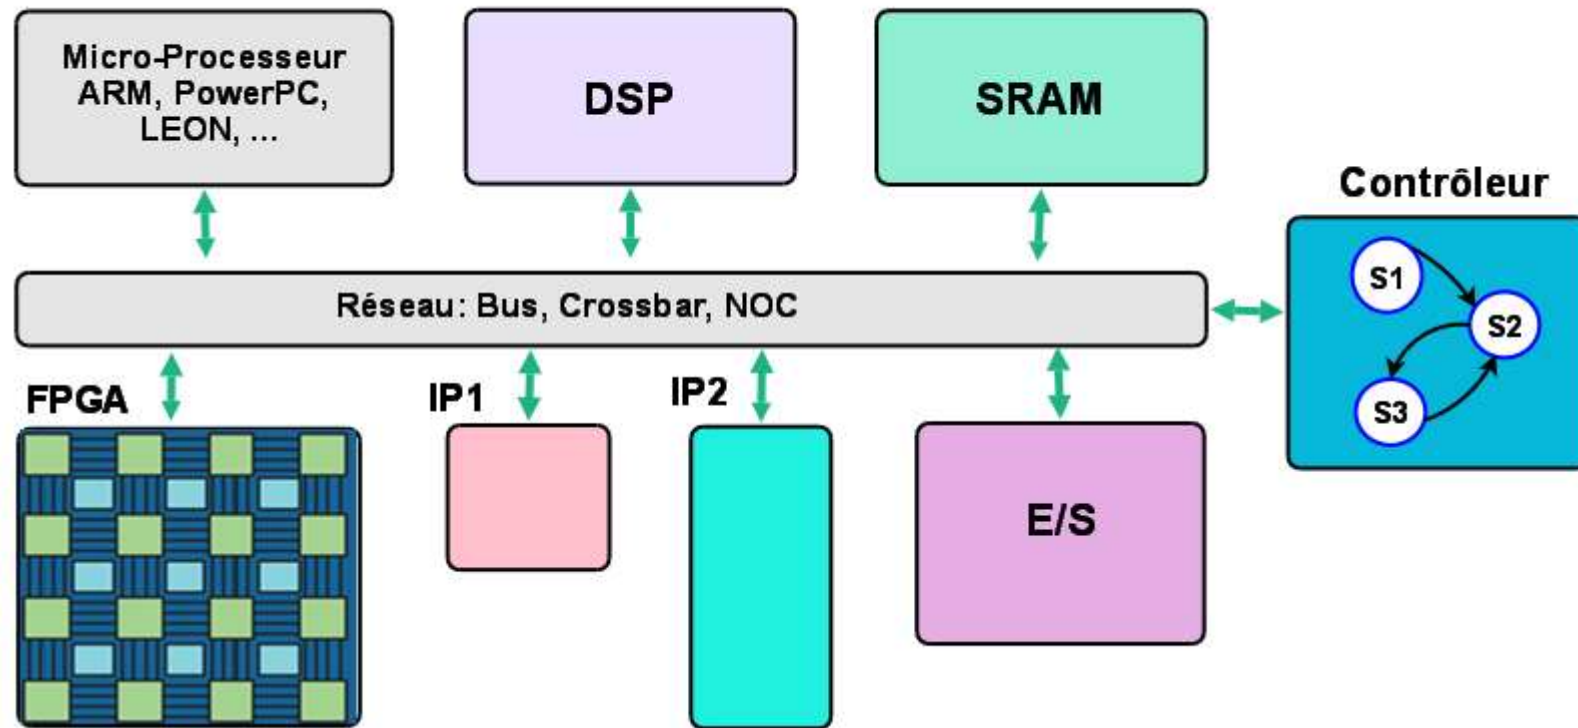 Micro-Processeur
ARM, PowerPC,
LEON, ...
DSP
SRAM
Contrôleur
S1
S2
S3
Réseau: Bus, Crossbar, NOC
FPGA
IP1
IP2
E/S